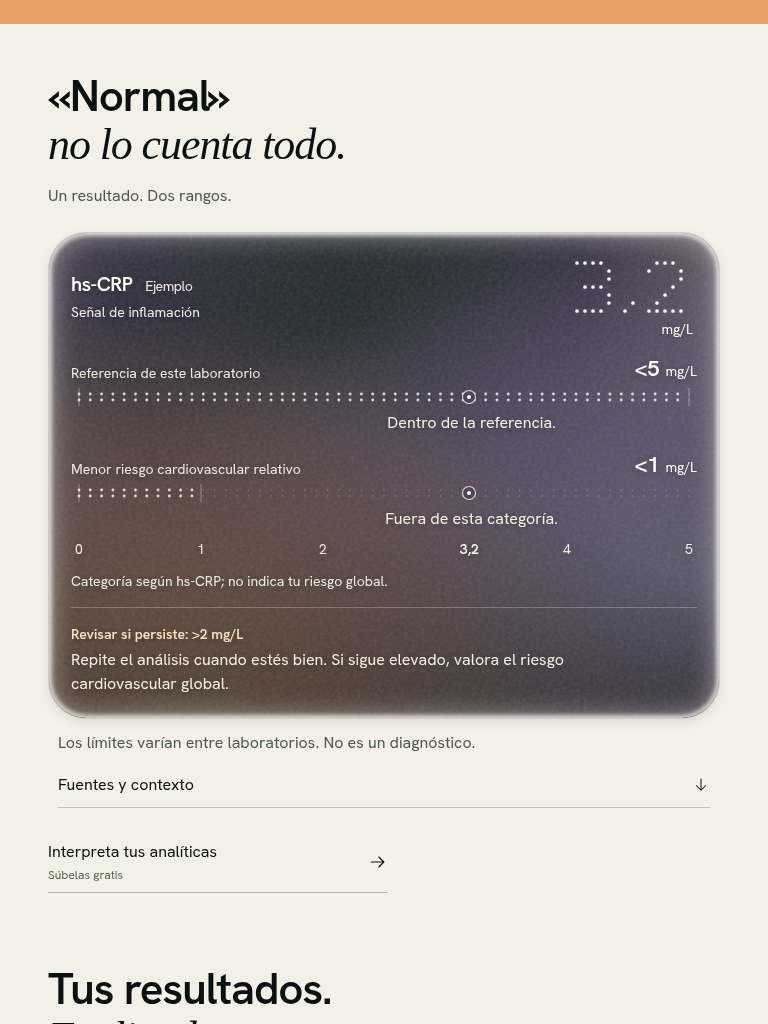 «Normal»
no lo cuenta todo.
Un resultado. Dos rangos.
hs-CRP Ejemplo
3.2
Señal de inflamación
mg/L
Referencia de este laboratorio <5 mg/L
Dentro de la referencia.
Menor riesgo cardiovascular relativo <1 mg/L
Fuera de esta categoría.
0 1 2 3,2 4 5
Categoría según hs-CRP; no indica tu riesgo global.
Revisar si persiste: >2 mg/L
Repite el análisis cuando estés bien. Si sigue elevado, valora el riesgo
cardiovascular global.
Los límites varían entre laboratorios. No es un diagnóstico.
Fuentes y contexto
Interpreta tus analíticas
Súbelas gratis
Tus resultados.